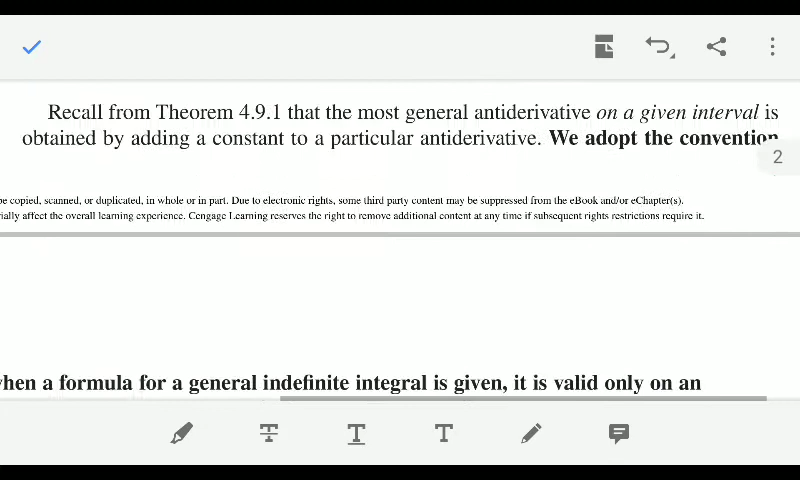 Recall from Theorem 4.9.1 that the most general antiderivative on a given interval is
obtained by adding a constant to a particular antiderivative. We adopt the convention
2
be copied, scanned, or duplicated, in whole or in part. Due to electronic rights, some third party content may be suppressed from the eBook and/or eChapter(s).
ially affect the overall learning experience. Cengage Learning reserves the right to remove additional content at any time if subsequent rights restrictions require it.
when a formula for a general indefinite integral is given, it is valid only on an